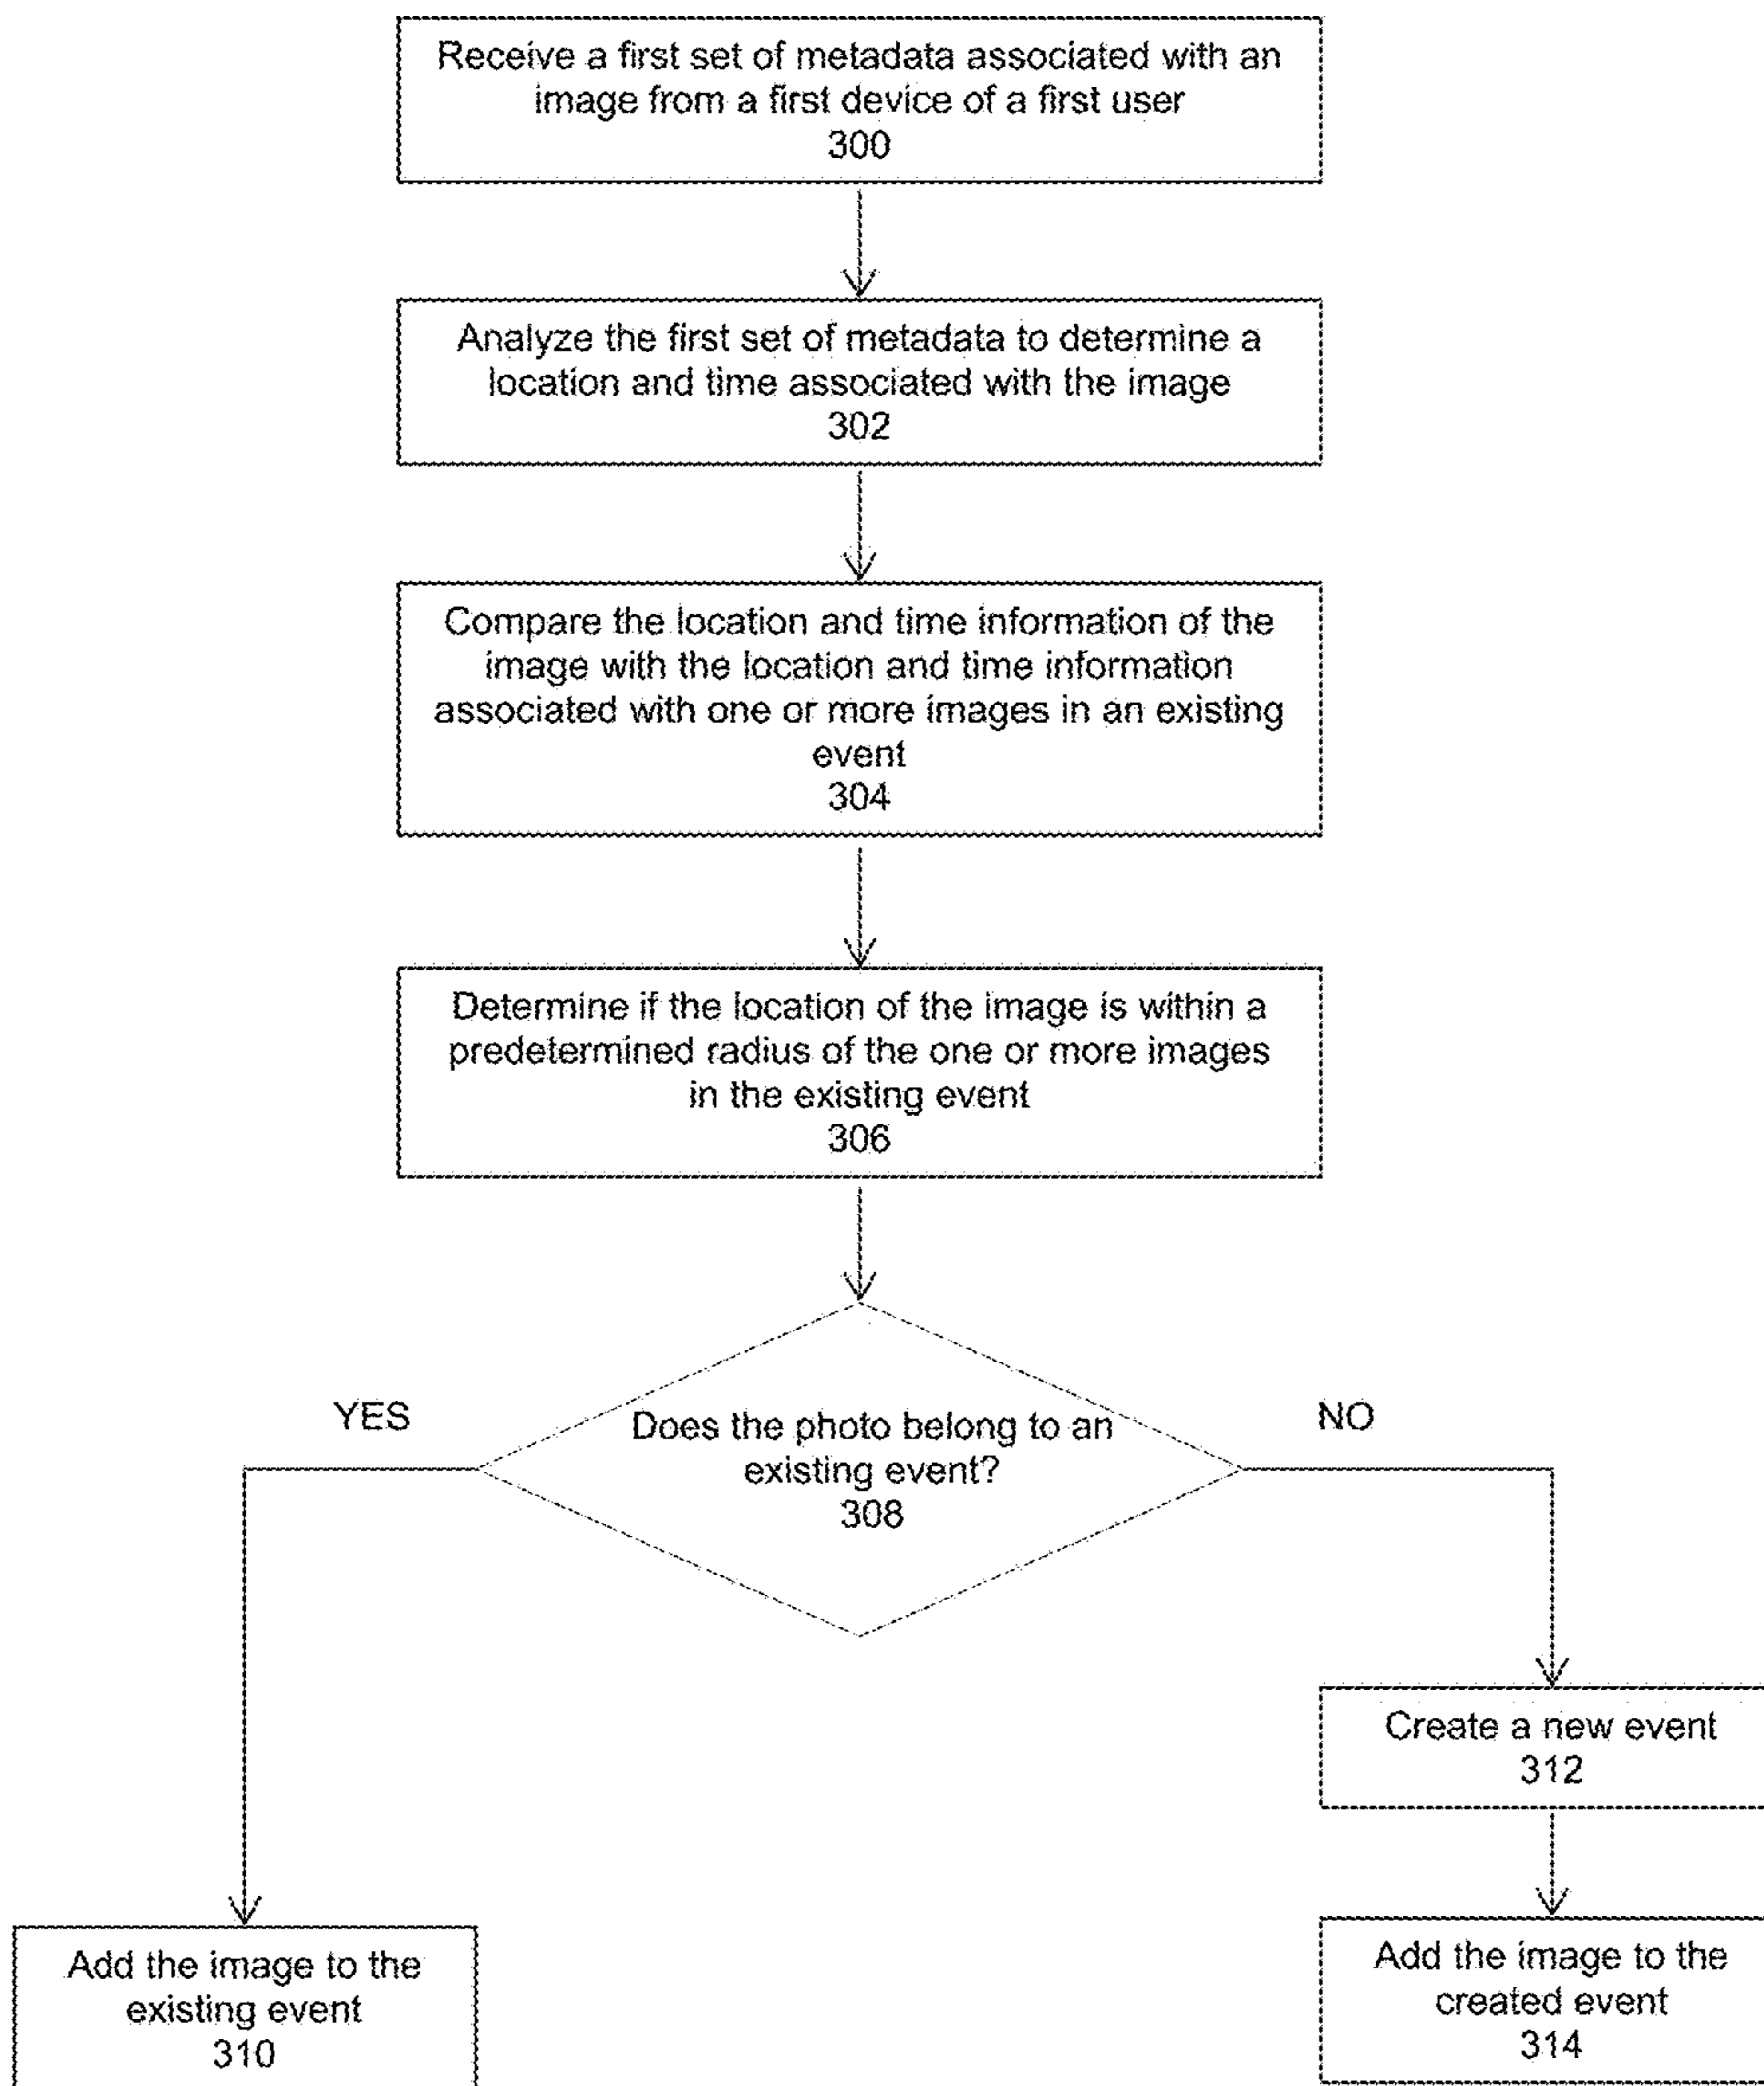 Receive a first set of metadata associated with an
image from a first device of a first user
300
Analyze the first set of metadata to determine a
location and time associated with the image
302
Compare the location and time information of the
image with the location and time information
associated with one or more images in an existing
event
304
Determine if the location of the image is within a
predetermined radius of the one or more images
in the existing event
306
YES
NO
Does the photo belong to an
existing event?
308
Create a new event
312
Add the image to the
existing event
310
Add the image to the
created event
314